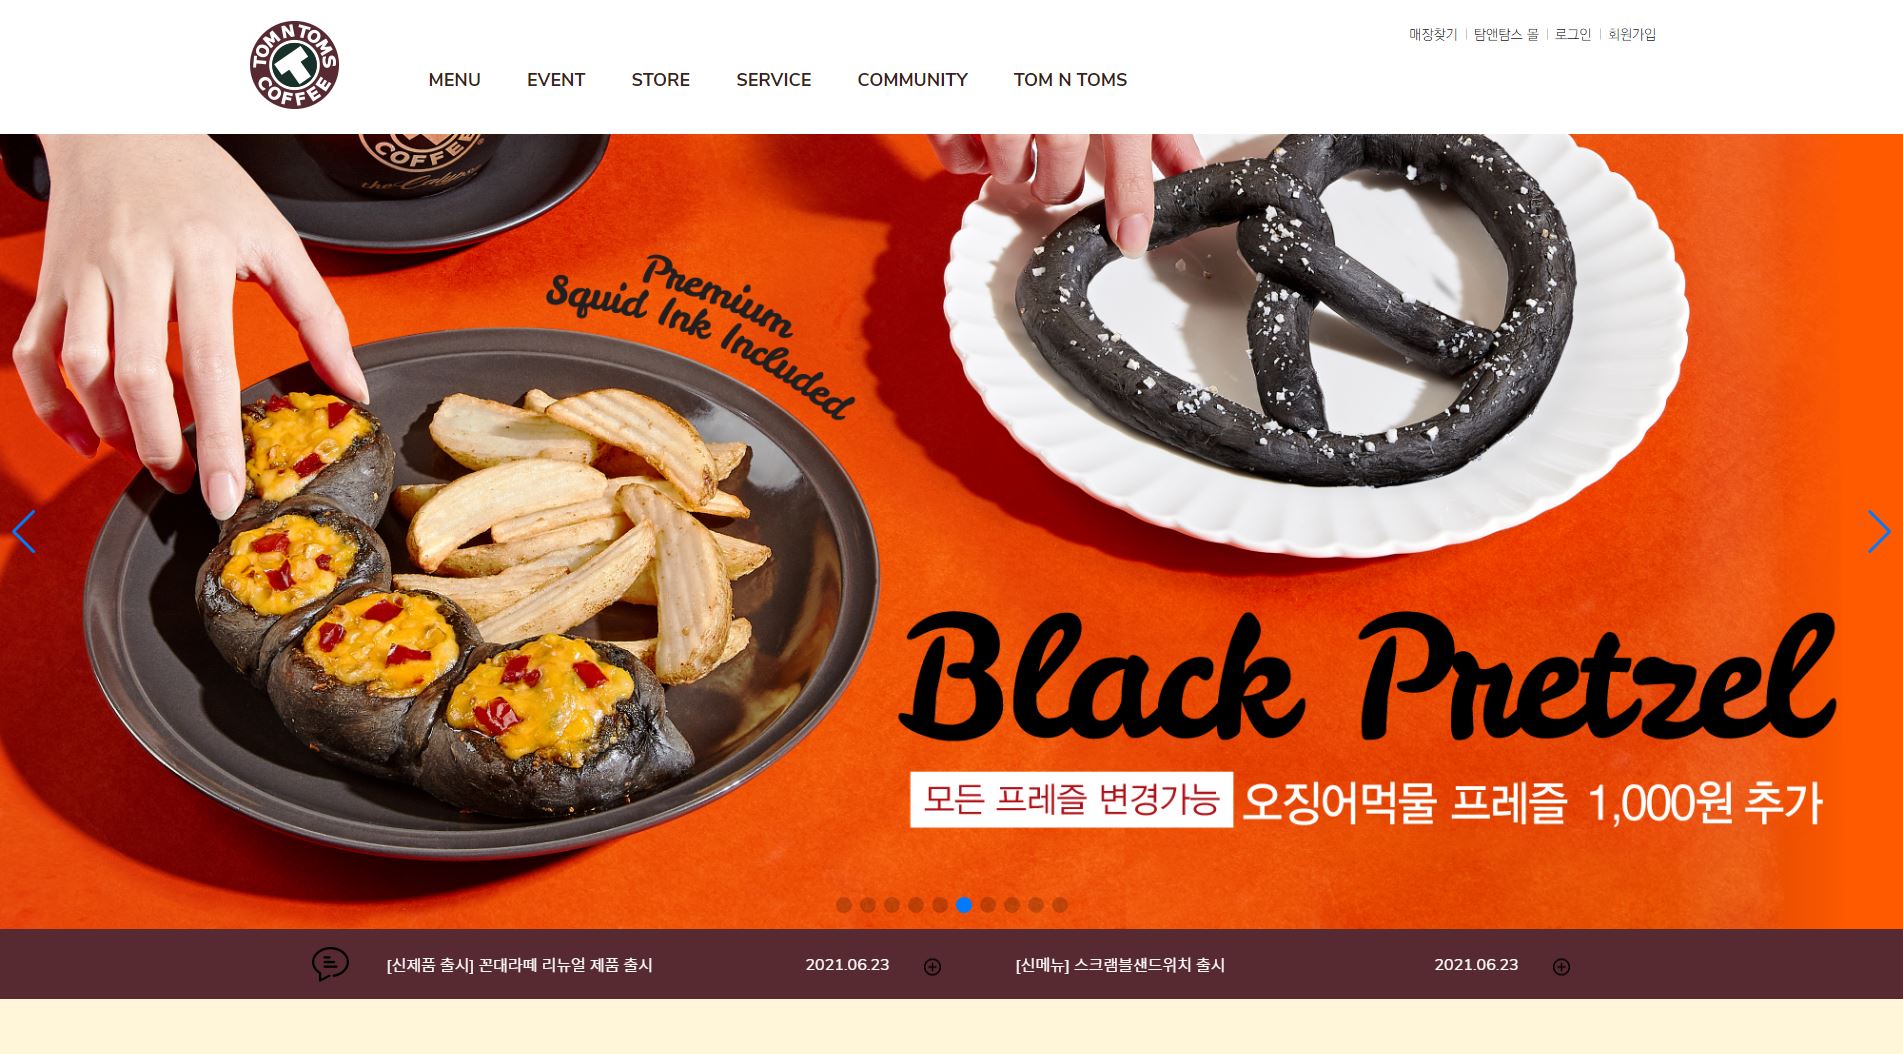 TOM N TOMS COFFEE
매장찾기
탐앤탐스 몰
로그인
회원가입
MENU
EVENT
STORE
SERVICE
COMMUNITY
TOM N TOMS
COFFEE
Premium
Squid Ink Included
Black Pretzel
모든 프레즐 변경가능
오징어먹물 프레즐 1,000원 추가
[신제품 출시] 꼰대라떼 리뉴얼 제품 출시
2021.06.23
[신메뉴] 스크램블샌드위치 출시
2021.06.23